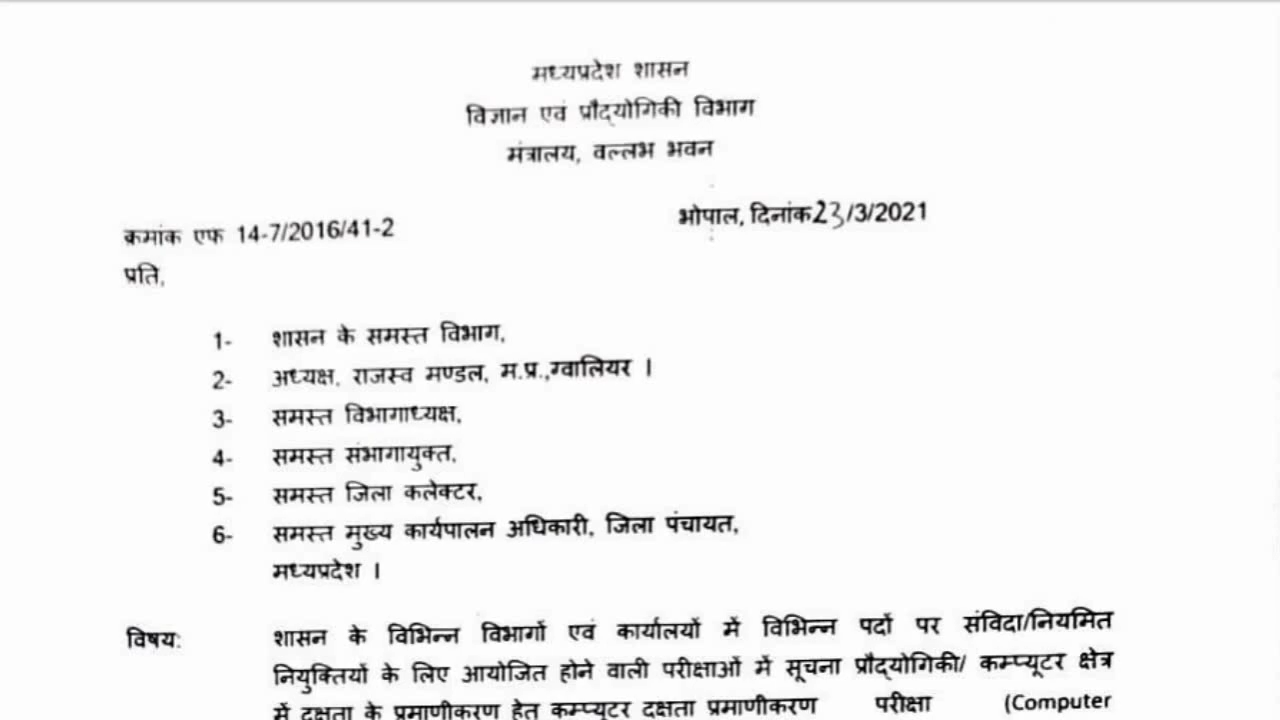 मध्यप्रदेश शासन
विज्ञान एवं प्रौद्योगिकी विभाग
मंत्रालय, वल्लभ भवन
क्रमांक एफ 14-7/2016/41-2
भोपाल, दिनांक 23/3/2021
प्रति,
1- शासन के समस्त विभाग,
2- अध्यक्ष, राजस्व मण्डल, म.प्र.,ग्वालियर ।
3- समस्त विभागाध्यक्ष,
4- समस्त संभागायुक्त,
5- समस्त जिला कलेक्टर,
6- समस्त मुख्य कार्यपालन अधिकारी, जिला पंचायत,
मध्यप्रदेश ।
विषय: शासन के विभिन्न विभागों एवं कार्यालयों में विभिन्न पदों पर संविदा/नियमित
नियुक्तियों के लिए आयोजित होने वाली परीक्षाओं में सूचना प्रौद्योगिकी/ कम्प्यूटर क्षेत्र
में दक्षता के प्रमाणीकरण हेतु कम्प्यूटर दक्षता प्रमाणीकरण परीक्षा (Computer